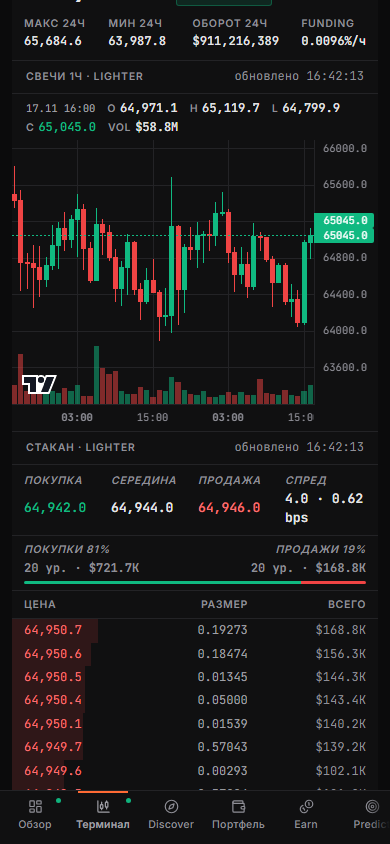 МАКС 24Ч МИН 24Ч ОБОРОТ 24Ч FUNDING
65,684.6 63,987.8 $911,216,389 0.0096%/ч
СВЕЧИ 1Ч · LIGHTER обновлено 16:42:13
17.11 16:00 O 64,971.1 H 65,119.7 L 64,799.9
C 65,045.0 VOL $58.8M
66000.0
65600.0
65045.0
65045.0
64800.0
64400.0
64000.0
63600.0
03:00 15:00 03:00 15:0
СТАКАН · LIGHTER обновлено 16:42:13
ПОКУПКА СЕРЕДИНА ПРОДАЖА СПРЕД
64,942.0 64,944.0 64,946.0 4.0 · 0.62
bps
ПОКУПКИ 81% ПРОДАЖИ 19%
20 ур. · $721.7K 20 ур. · $168.8K
ЦЕНА РАЗМЕР ВСЕГО
64,950.7 0.19273 $168.8K
64,950.6 0.18474 $156.3K
64,950.5 0.01345 $144.3K
64,950.4 0.05000 $143.4K
64,950.1 0.01539 $140.2K
64,949.7 0.57043 $139.2K
64,949.6 0.00293 $102.1K
Обзор Терминал Discover Портфель Earn Predic